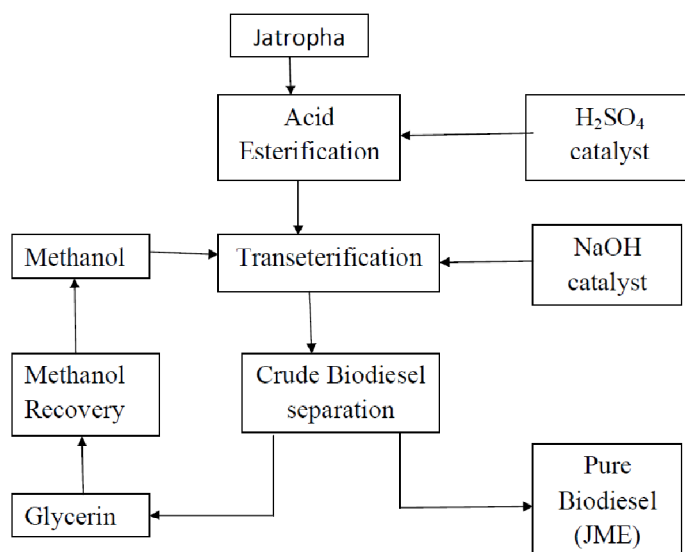 Jatropha
Acid
Esterification
H₂SO₄
catalyst
Methanol
Transeterification
NaOH
catalyst
Methanol
Recovery
Crude Biodiesel
separation
Glycerin
Pure
Biodiesel
(JME)